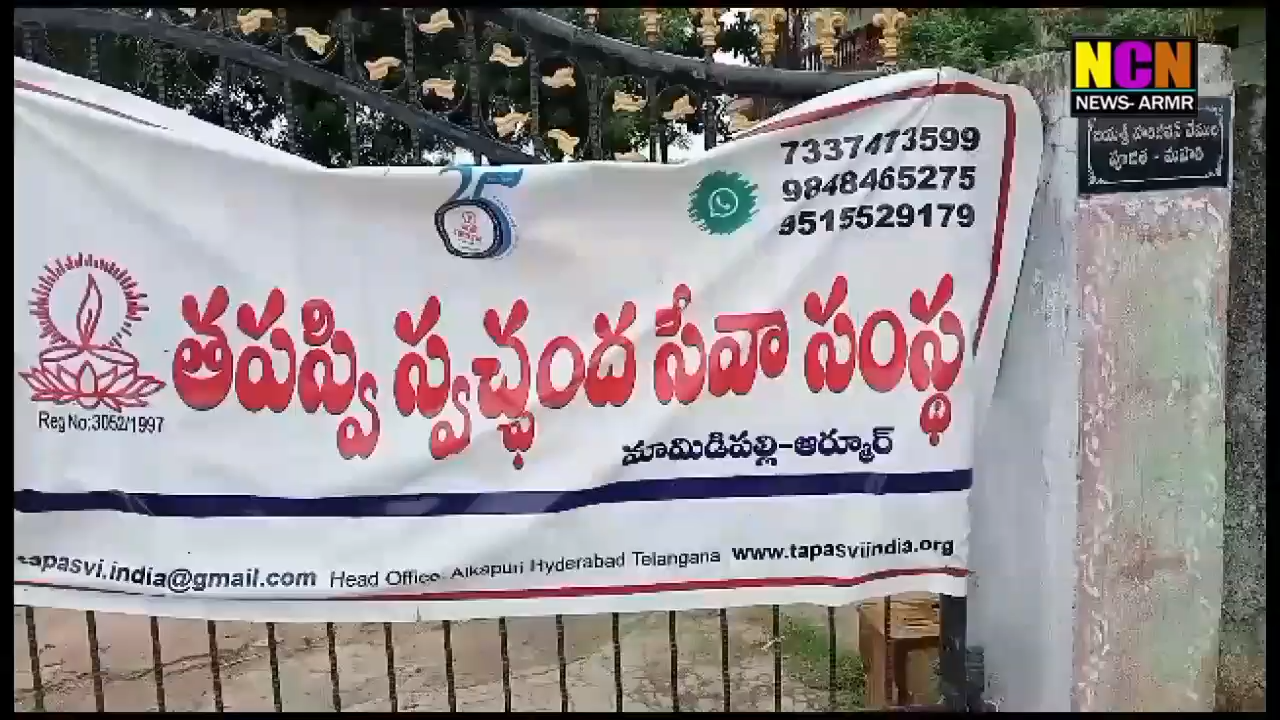 NCN
NEWS- ARMR
7337473599
9848465275
9515529179
25
తపస్వి స్వచ్ఛంద సేవా సంస్థ
Reg No:3052/1997
మామిడిపల్లి-ఆర్మూర్
tapasvi.india@gmail.com Head Office: Alkapuri Hyderabad Telangana www.tapasviindia.org